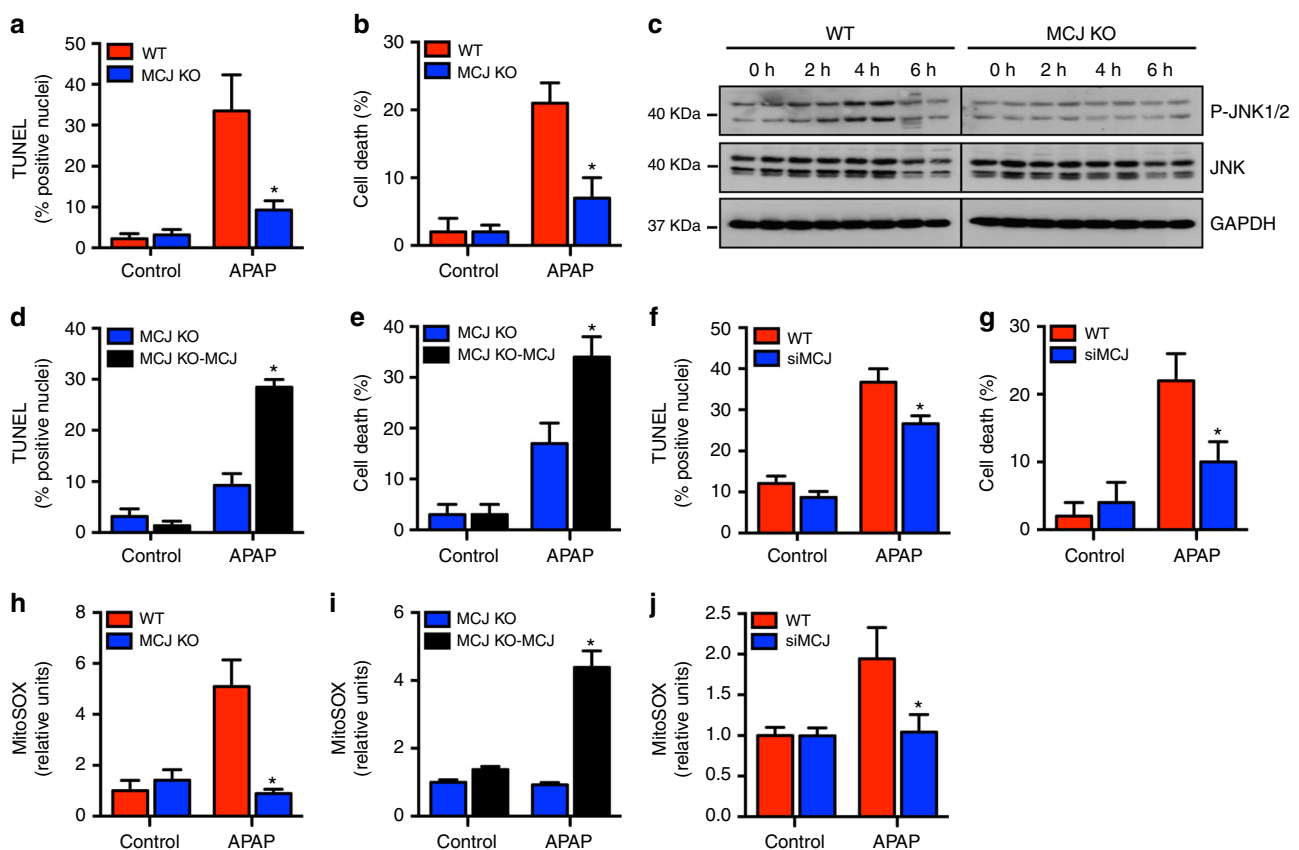 a
50
40
30
20
10
0
TUNEL
(% positive nuclei)
WT
MCJ KO
Control
APAP
b
30
20
10
0
Cell death (%)
WT
MCJ KO
*
*
Control
APAP
c
WT
MCJ KO
0 h 2 h 4 h 6 h
0 h 2 h 4 h 6 h
40 KDa
P-JNK1/2
40 KDa
JNK
37 KDa
GAPDH
d
40
30
20
10
0
TUNEL
(% positive nuclei)
MCJ KO
MCJ KO-MCJ
*
Control
APAP
e
40
30
20
10
0
Cell death (%)
MCJ KO
MCJ KO-MCJ
*
Control
APAP
f
50
40
30
20
10
0
TUNEL
(% positive nuclei)
WT
siMCJ
*
Control
APAP
g
30
20
10
0
Cell death (%)
WT
siMCJ
*
Control
APAP
h
8
6
4
2
0
MitoSOX
(relative units)
WT
MCJ KO
*
Control
APAP
i
6
4
2
0
MitoSOX
(relative units)
MCJ KO
MCJ KO-MCJ
*
Control
APAP
j
2.5
2.0
1.5
1.0
0.5
0.0
MitoSOX
(relative units)
WT
siMCJ
*
Control
APAP